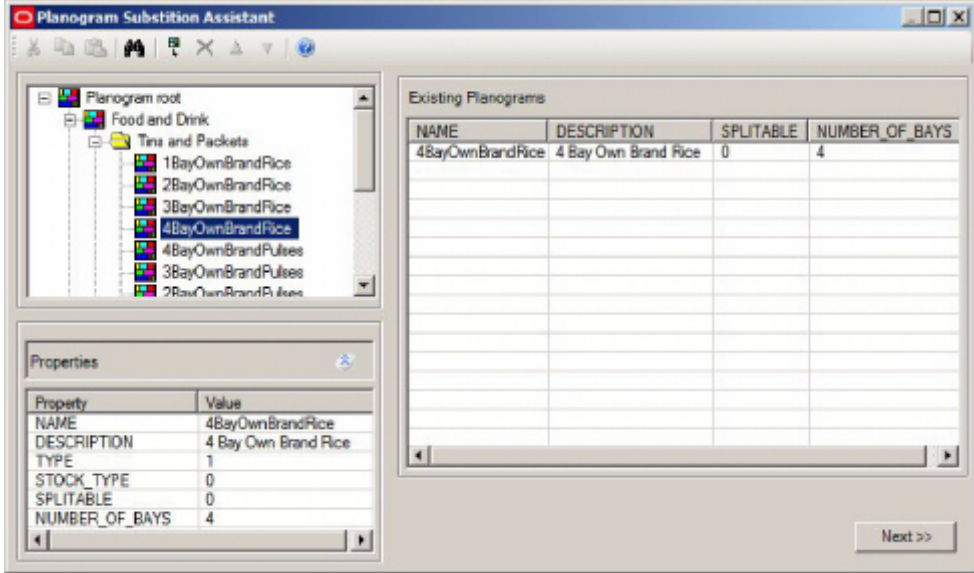 Planogram Substition Assistant
Planogram root
Food and Drink
Tins and Packets
1BayOwnBrandRice
2BayOwnBrandRice
3BayOwnBrandRice
4BayOwnBrandRice
4BayOwnBrandPulses
3BayOwnBrandPulses
2BayOwnBrandPulses
Existing Planograms
NAME DESCRIPTION SPLITABLE NUMBER_OF_BAYS
4BayOwnBrandRice 4 Bay Own Brand Rice 0 4
Properties
Property Value
NAME 4BayOwnBrandRice
DESCRIPTION 4 Bay Own Brand Rice
TYPE 1
STOCK_TYPE 0
SPLITABLE 0
NUMBER_OF_BAYS 4
Next >>